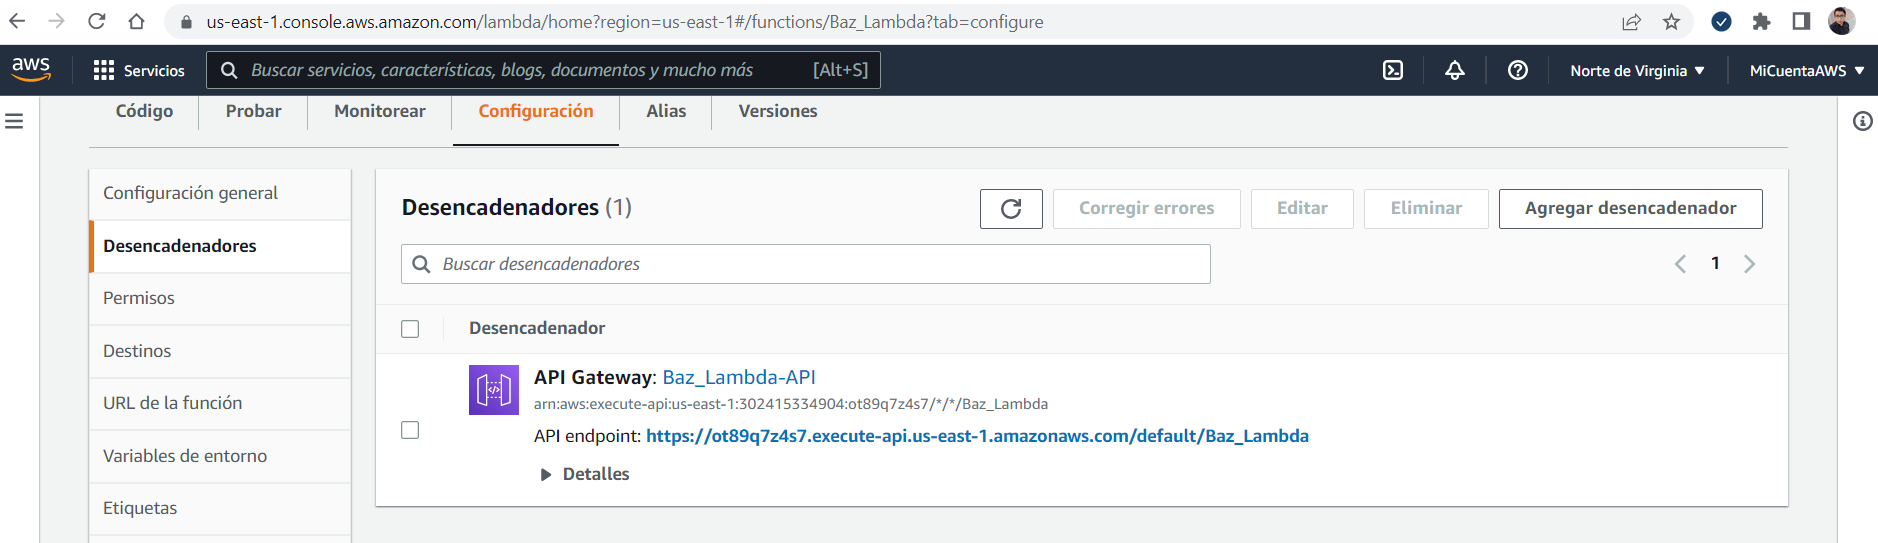 us-east-1.console.aws.amazon.com/lambda/home?region=us-east-1#/functions/Baz_Lambda?tab=configure
aws Servicios Buscar servicios, características, blogs, documentos y mucho más [Alt+S] Norte de Virginia ▼ MiCuentaAWS ▼
Código Probar Monitorear Configuración Alias Versiones
Configuración general
Desencadenadores
Permisos
Destinos
URL de la función
Variables de entorno
Etiquetas
Desencadenadores (1) Corregir errores Editar Eliminar Agregar desencadenador
Buscar desencadenadores 1
Desencadenador
API Gateway: Baz_Lambda-API
arn:aws:execute-api:us-east-1:302415334904:ot89q7z4s7/*/*/Baz_Lambda
API endpoint: https://ot89q7z4s7.execute-api.us-east-1.amazonaws.com/default/Baz_Lambda
Detalles